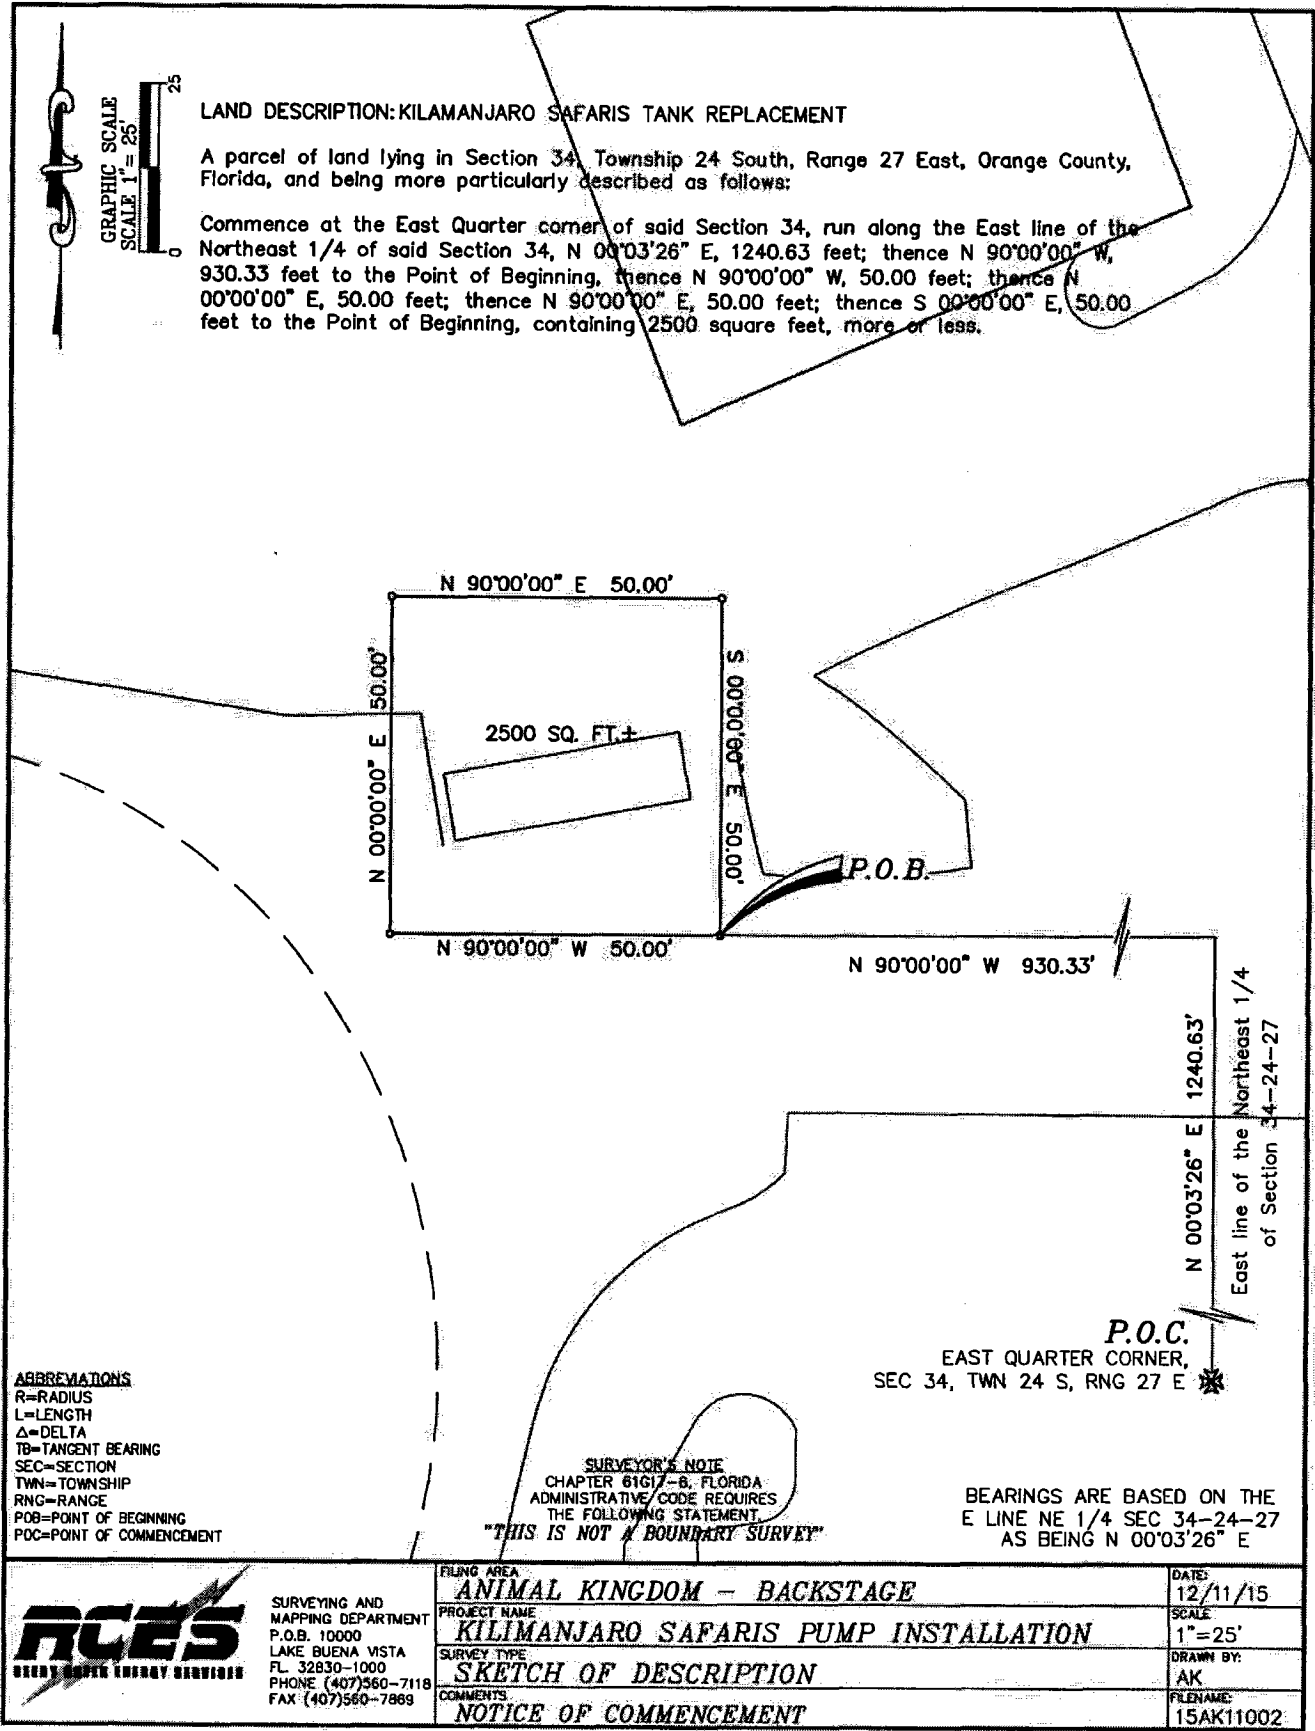 GRAPHIC SCALE
SCALE 1"= 25'
0
25
LAND DESCRIPTION: KILAMANJARO SAFARIS TANK REPLACEMENT
A parcel of land lying in Section 34, Township 24 South, Range 27 East, Orange County,
Florida, and being more particularly described as follows:
Commence at the East Quarter corner of said Section 34, run along the East line of the
Northeast 1/4 of said Section 34, N 00°03'26" E, 1240.63 feet; thence N 90°00'00" W,
930.33 feet to the Point of Beginning, thence N 90°00'00" W, 50.00 feet; thence N
00°00'00" E, 50.00 feet; thence N 90°00'00" E, 50.00 feet; thence S 00°00'00" E, 50.00
feet to the Point of Beginning, containing 2500 square feet, more or less.
N 90°00'00" E 50.00'
N 00°00'00" E 50.00'
2500 SQ. FT.±
S 00°00'00" E 50.00'
P.O.B.
N 90°00'00" W 50.00'
N 90°00'00" W 930.33'
N 00°03'26" E 1240.63'
East line of the Northeast 1/4
of Section 34-24-27
P.O.C.
EAST QUARTER CORNER,
SEC 34, TWN 24 S, RNG 27 E
ABBREVIATIONS
R=RADIUS
L=LENGTH
Δ=DELTA
TB=TANGENT BEARING
SEC=SECTION
TWN=TOWNSHIP
RNG=RANGE
POB=POINT OF BEGINNING
POC=POINT OF COMMENCEMENT
SURVEYOR'S NOTE
CHAPTER 61G17-6, FLORIDA
ADMINISTRATIVE CODE REQUIRES
THE FOLLOWING STATEMENT.
"THIS IS NOT A BOUNDARY SURVEY"
BEARINGS ARE BASED ON THE
E LINE NE 1/4 SEC 34-24-27
AS BEING N 00°03'26" E
RCES
ENERGY SERVICES
SURVEYING AND
MAPPING DEPARTMENT
P.O.B. 10000
LAKE BUENA VISTA
FL. 32830-1000
PHONE (407)560-7118
FAX (407)560-7869
FILING AREA
ANIMAL KINGDOM - BACKSTAGE
PROJECT NAME
KILIMANJARO SAFARIS PUMP INSTALLATION
SURVEY TYPE
SKETCH OF DESCRIPTION
COMMENTS
NOTICE OF COMMENCEMENT
DATE:
12/11/15
SCALE
1"=25'
DRAWN BY:
AK
FILENAME:
15AK11002